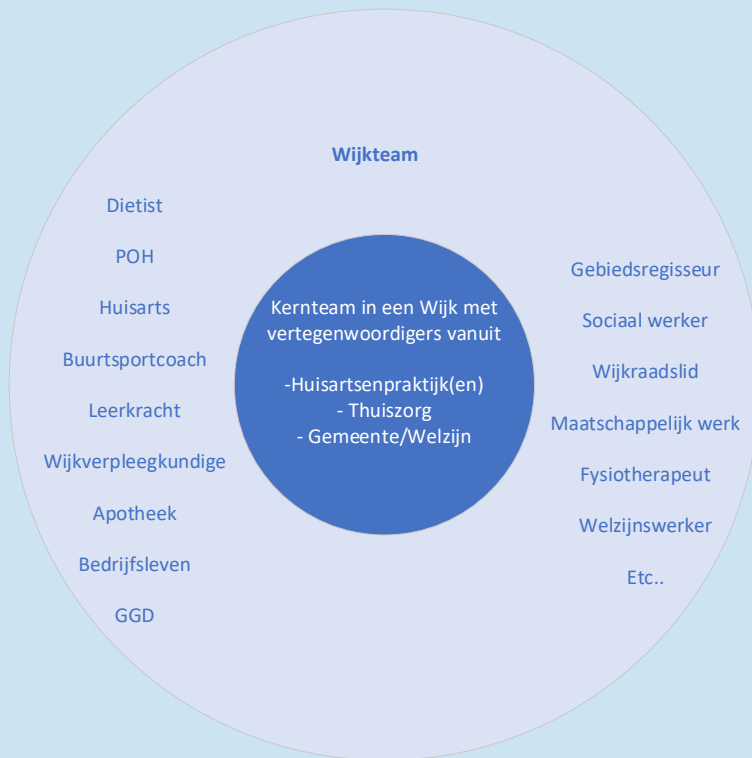 Wijkteam
Dietist
POH
Huisarts
Buurtsportcoach
Leerkracht
Wijkverpleegkundige
Apotheek
Bedrijfsleven
GGD
Kernteam in een Wijk met
vertegenwoordigers vanuit
-Huisartsenpraktijk(en)
- Thuiszorg
- Gemeente/Welzijn
Gebiedsregisseur
Sociaal werker
Wijkraadslid
Maatschappelijk werk
Fysiotherapeut
Welzijnswerker
Etc..